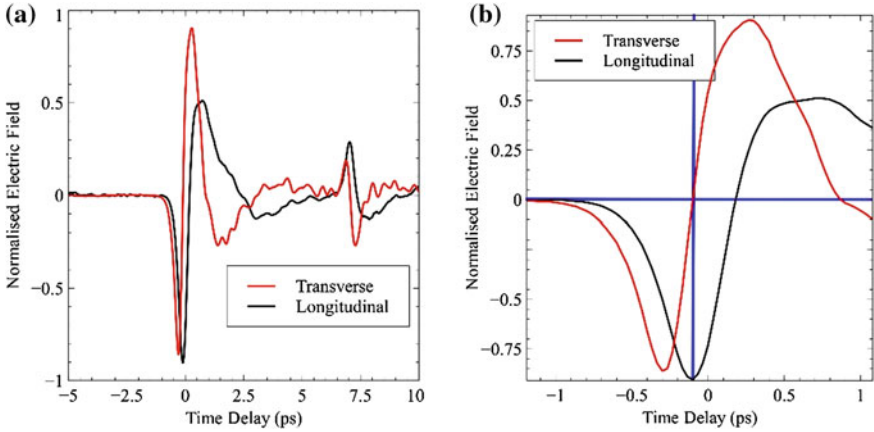 (a)
1
0.5
0
−0.5
−1
Normalised Electric Field
Transverse
Longitudinal
−5
−2.5
0
2.5
5
7.5
10
Time Delay (ps)
(b)
0.75
0.5
0.25
0
−0.25
−0.5
−0.75
Normalised Electric Field
Transverse
Longitudinal
−1
−0.5
0
0.5
1
Time Delay (ps)